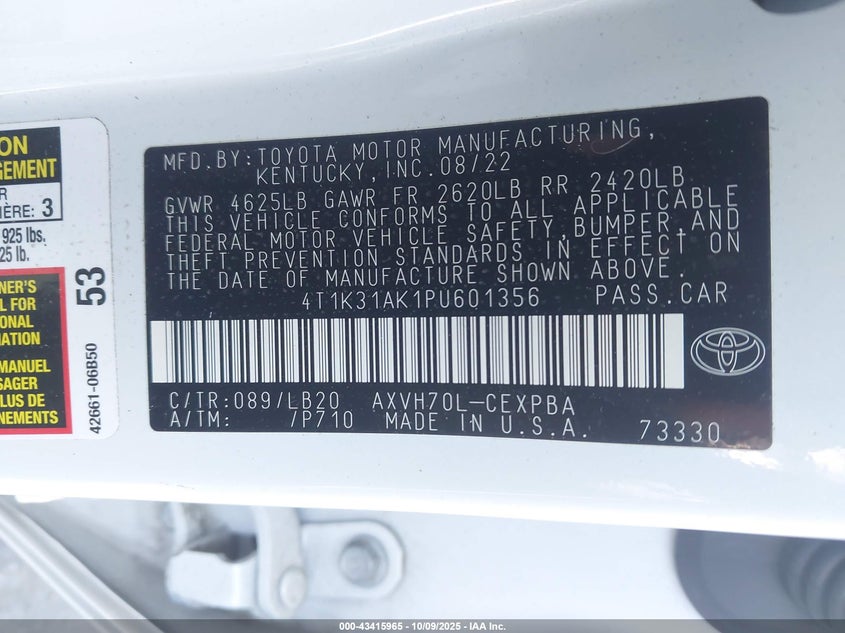 ON
GEMENT
R
IÈRE: 3
925 lbs.
25 lb.
NER'S
L FOR
ONAL
MATION
MANUEL
SAGER
PLUS DE
NEMENTS
53
42661-06B50
MFD.BY:TOYOTA MOTOR MANUFACTURING,
KENTUCKY, INC.08/22
GVWR 4625LB GAWR FR 2620LB RR 2420LB
THIS VEHICLE CONFORMS TO ALL APPLICABLE
FEDERAL MOTOR VEHICLE SAFETY,BUMPER,AND
THEFT PREVENTION STANDARDS IN EFFECT ON
THE DATE OF MANUFACTURE SHOWN ABOVE.
4T1K31AK1PU601356 PASS.CAR
C/TR:089/LB20 AXVH70L-CEXPBA
A/TM: /P710 MADE IN U.S.A. 73330
000-43415965 - 10/09/2025 - IAA Inc.